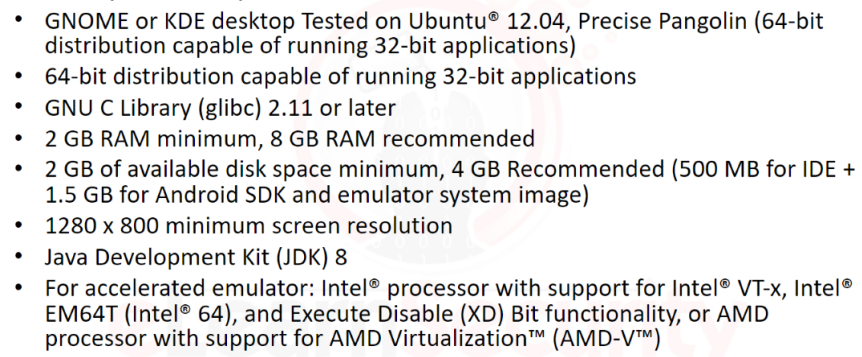 • GNOME or KDE desktop Tested on Ubuntu® 12.04, Precise Pangolin (64-bit
distribution capable of running 32-bit applications)
• 64-bit distribution capable of running 32-bit applications
• GNU C Library (glibc) 2.11 or later
• 2 GB RAM minimum, 8 GB RAM recommended
• 2 GB of available disk space minimum, 4 GB Recommended (500 MB for IDE +
1.5 GB for Android SDK and emulator system image)
• 1280 x 800 minimum screen resolution
• Java Development Kit (JDK) 8
• For accelerated emulator: Intel® processor with support for Intel® VT-x, Intel®
EM64T (Intel® 64), and Execute Disable (XD) Bit functionality, or AMD
processor with support for AMD Virtualization™ (AMD-V™)